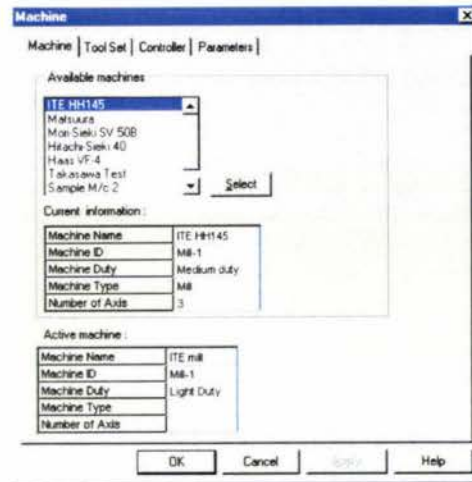 Machine
Machine Tool Set Controller Parameters
Available machines
ITE HH145
Matsuura
Mori-Sieki SV 50B
Hitachi-Sieki 40
Haas VF-4
Takasawa Test
Sample M/c 2
Select
Current information :
Machine Name ITE HH145
Machine ID Mill-1
Machine Duty Medium duty
Machine Type Mill
Number of Axis 3
Active machine :
Machine Name ITE mill
Machine ID Mill-1
Machine Duty Light Duty
Machine Type
Number of Axis
OK Cancel Apply Help